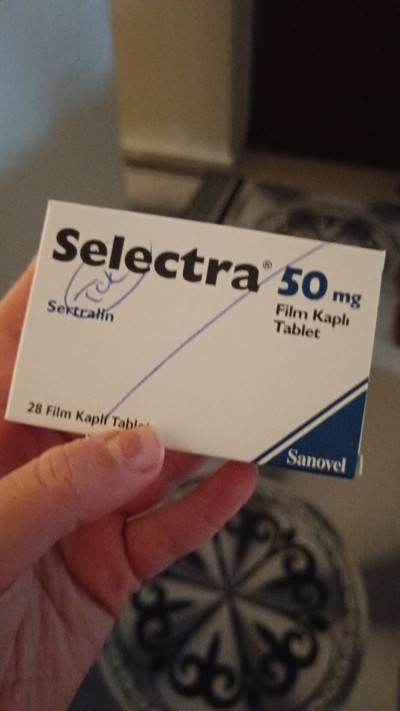 Selectra® 50 mg
Film Kaplı
Tablet
Sertralin
28 Film Kaplı Tablet
Sanovel